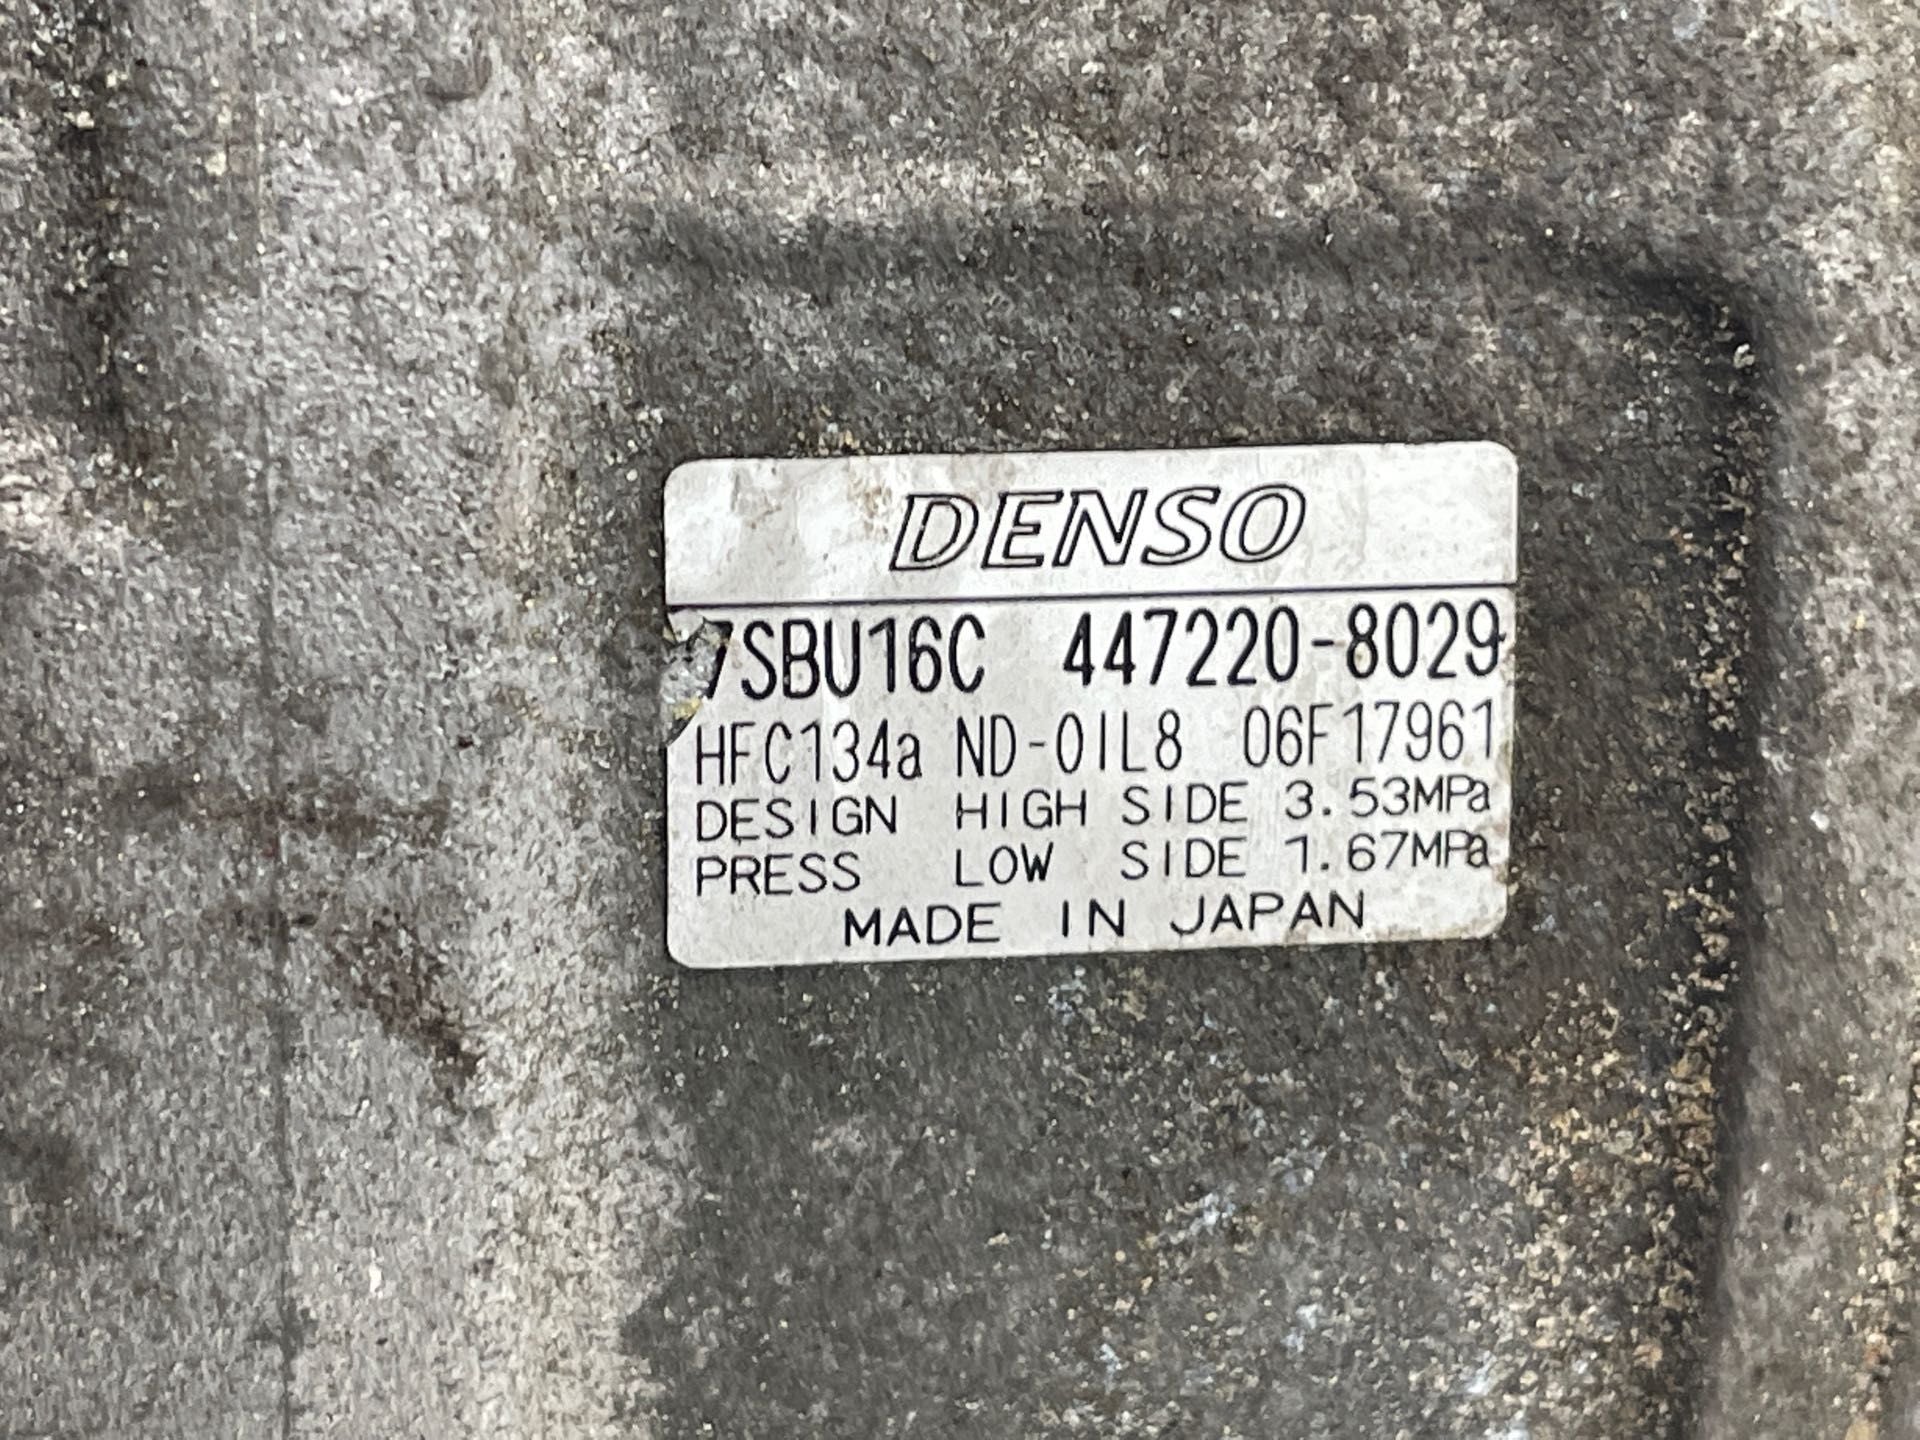 DENSO
7SBU16C 447220-8029
HFC134a ND-OIL8 06F17961
DESIGN HIGH SIDE 3.53MPa
PRESS LOW SIDE 1.67MPa
MADE IN JAPAN